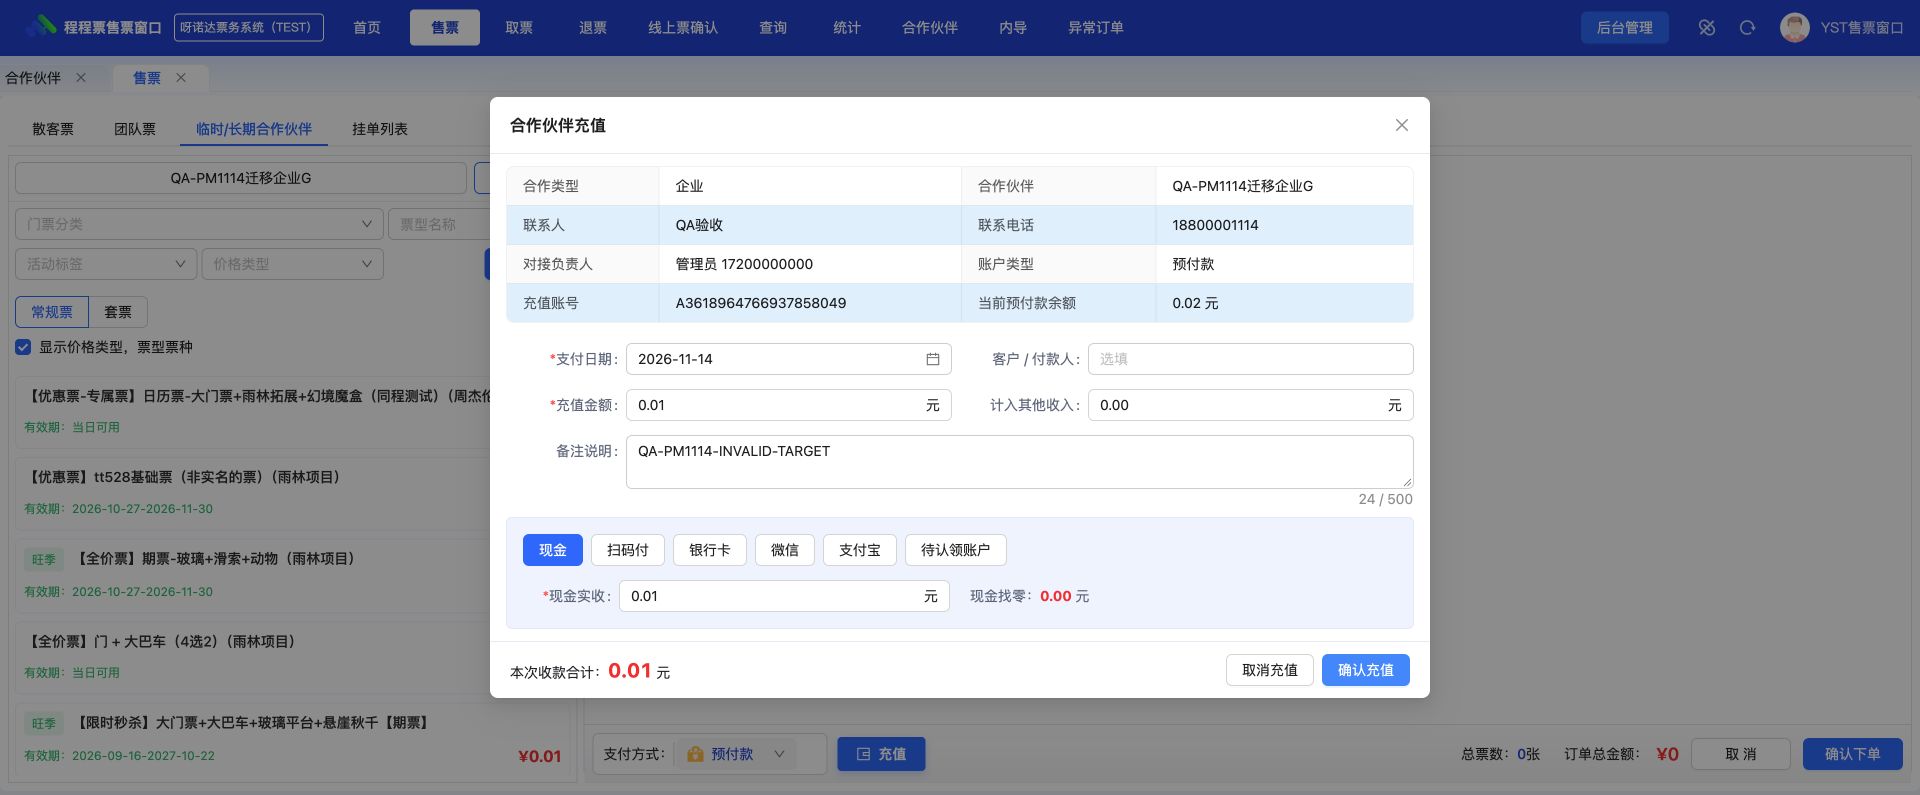 程程票售票窗口 呀诺达票务系统（TEST） 首页 售票 取票 退票 线上票确认 查询 统计 合作伙伴 内导 异常订单 后台管理 YST售票窗口
合作伙伴 售票
散客票 团队票 临时/长期合作伙伴 挂单列表
QA-PM1114迁移企业G
门票分类 票型名称
活动标签 价格类型
常规票 套票
显示价格类型，票型票种
【优惠票-专属票】日历票-大门票+雨林拓展+幻境魔盒（同程测试）（周杰伦
有效期：当日可用
【优惠票】tt528基础票（非实名的票）（雨林项目）
有效期：2026-10-27-2026-11-30
旺季 【全价票】期票-玻璃+滑索+动物（雨林项目）
有效期：2026-10-27-2026-11-30
【全价票】门 + 大巴车（4选2）（雨林项目）
有效期：当日可用
旺季 【限时秒杀】大门票+大巴车+玻璃平台+悬崖秋千【期票】
有效期：2026-09-16-2027-10-22 ¥0.01
合作伙伴充值
合作类型 企业 合作伙伴 QA-PM1114迁移企业G
联系人 QA验收 联系电话 18800001114
对接负责人 管理员 17200000000 账户类型 预付款
充值账号 A3618964766937858049 当前预付款余额 0.02 元
*支付日期： 2026-11-14 客户 / 付款人： 选填
*充值金额： 0.01 元 计入其他收入： 0.00 元
备注说明： QA-PM1114-INVALID-TARGET
24 / 500
现金 扫码付 银行卡 微信 支付宝 待认领账户
*现金实收： 0.01 元 现金找零： 0.00 元
本次收款合计： 0.01 元 取消充值 确认充值
支付方式： 预付款 充值 总票数： 0张 订单总金额： ¥0 取 消 确认下单